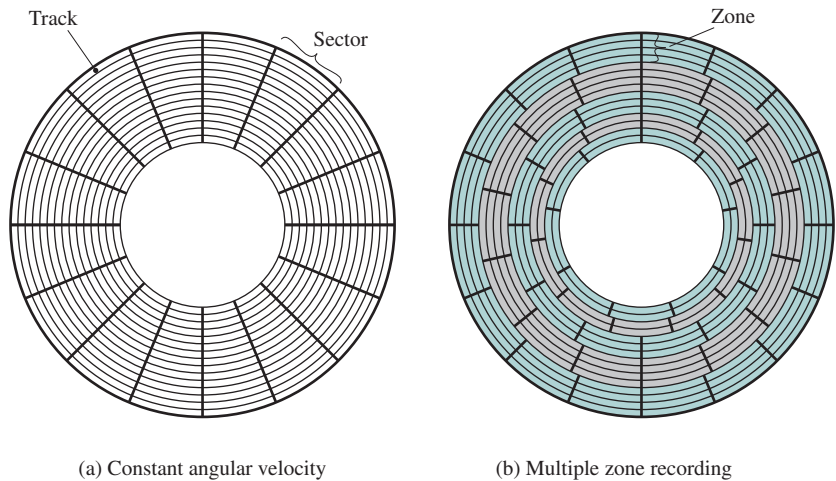 Track
Sector
Zone
(a) Constant angular velocity
(b) Multiple zone recording